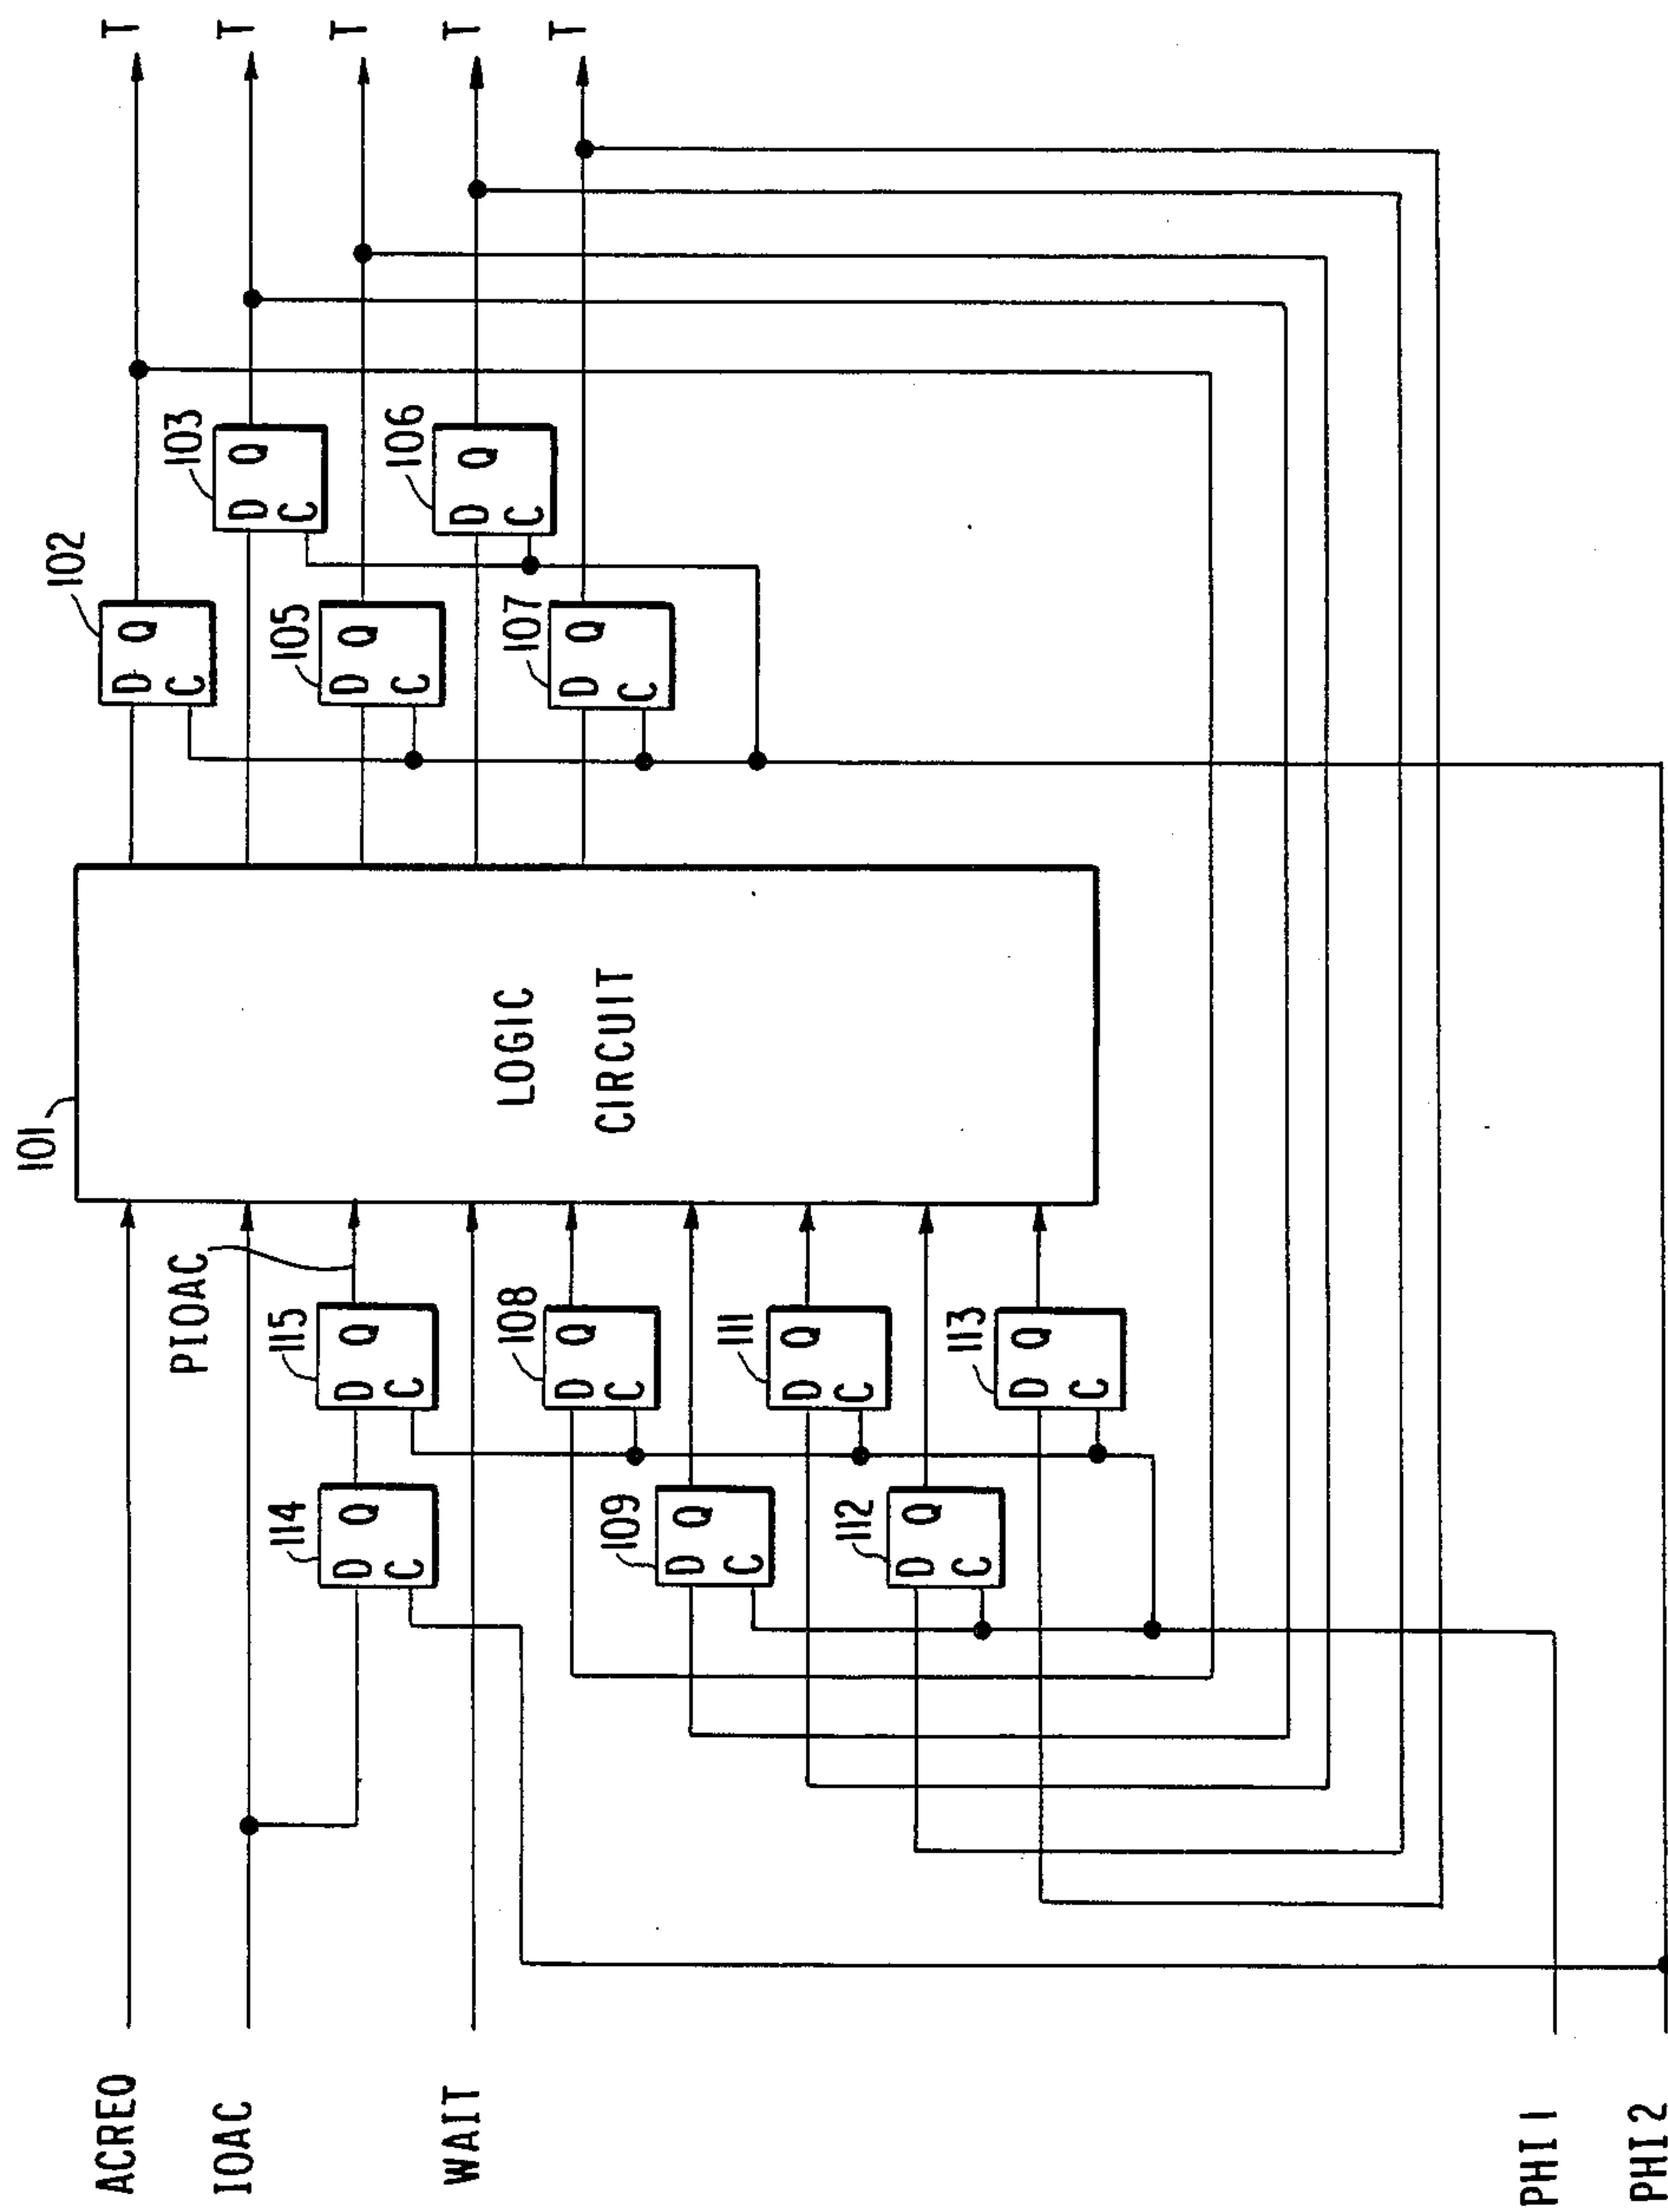 101
102
ACREQ
D Q
T
C
PIOAC
103
IOAC
D Q
T
C
114
115
105
D Q
D Q
D Q
T
C
C
C
106
WAIT
D Q
T
C
LOGIC
CIRCUIT
108
107
D Q
D Q
T
C
C
109
D Q
C
111
D Q
C
112
D Q
C
113
D Q
C
PHI 1
PHI 2